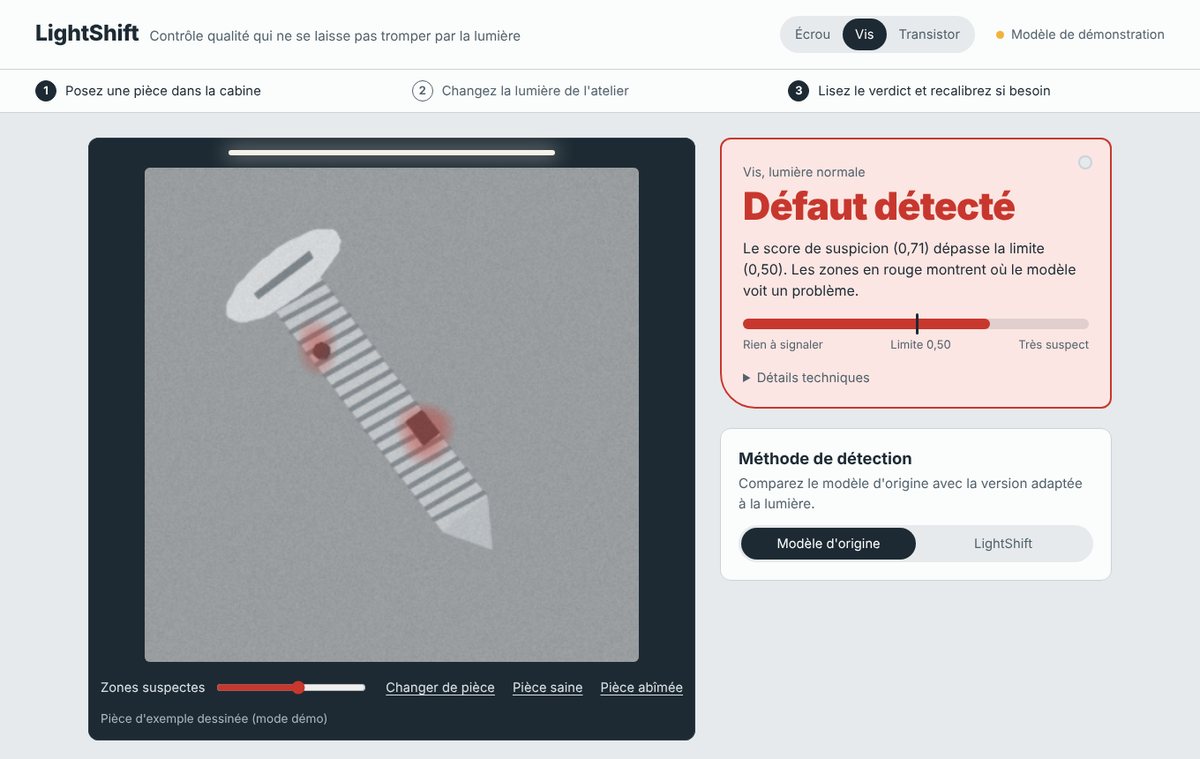 LightShift Contrôle qualité qui ne se laisse pas tromper par la lumière
Écrou Vis Transistor
Modèle de démonstration
1 Posez une pièce dans la cabine
2 Changez la lumière de l'atelier
3 Lisez le verdict et recalibrez si besoin
Vis, lumière normale
Défaut détecté
Le score de suspicion (0,71) dépasse la limite
(0,50). Les zones en rouge montrent où le modèle
voit un problème.
Rien à signaler Limite 0,50 Très suspect
Détails techniques
Méthode de détection
Comparez le modèle d'origine avec la version adaptée
à la lumière.
Modèle d'origine LightShift
Zones suspectes Changer de pièce Pièce saine Pièce abîmée
Pièce d'exemple dessinée (mode démo)